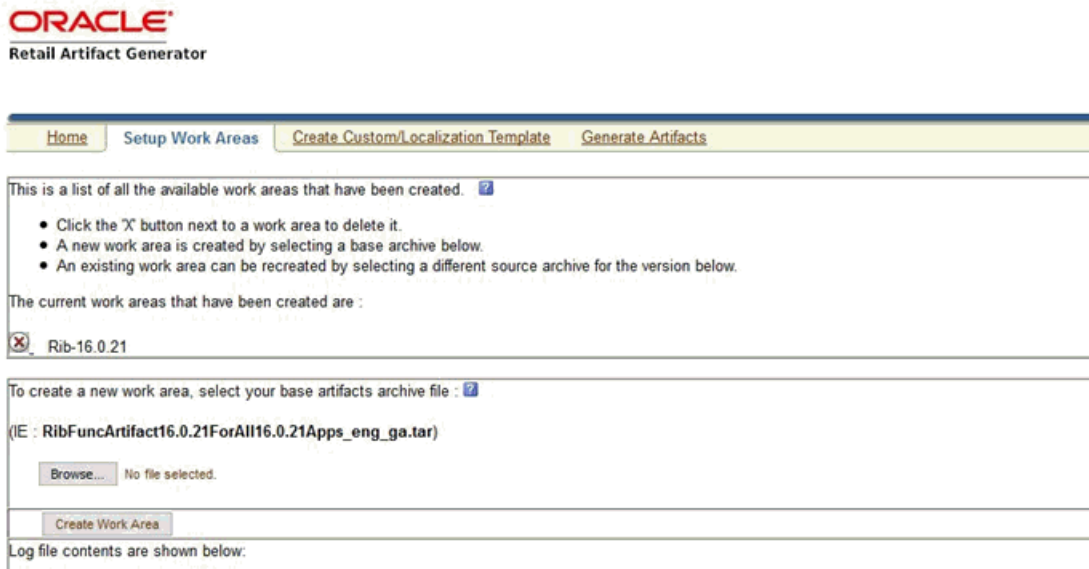 ORACLE
Retail Artifact Generator
Home Setup Work Areas Create Custom/Localization Template Generate Artifacts
This is a list of all the available work areas that have been created. ?
• Click the 'X' button next to a work area to delete it.
• A new work area is created by selecting a base archive below.
• An existing work area can be recreated by selecting a different source archive for the version below.
The current work areas that have been created are :
Rib-16.0.21
To create a new work area, select your base artifacts archive file : ?
(IE : RibFuncArtifact16.0.21ForAll16.0.21Apps_eng_ga.tar)
Browse... No file selected.
Create Work Area
Log file contents are shown below: